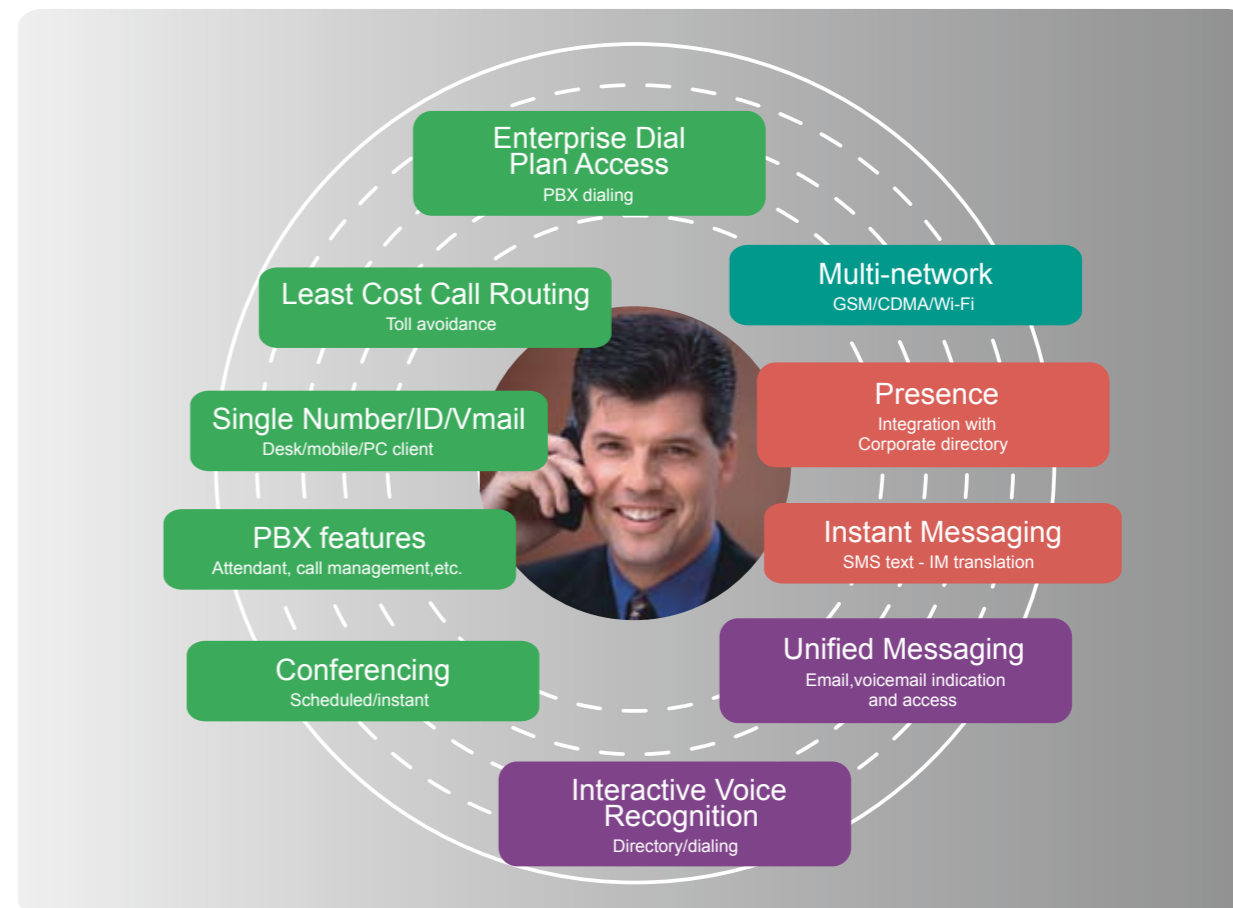 Enterprise Dial
Plan Access
PBX dialing
Multi-network
GSM/CDMA/Wi-Fi
Least Cost Call Routing
Toll avoidance
Presence
Integration with
Corporate directory
Single Number/ID/Vmail
Desk/mobile/PC client
Instant Messaging
SMS text - IM translation
PBX features
Attendant, call management,etc.
Unified Messaging
Email,voicemail indication
and access
Conferencing
Scheduled/instant
Interactive Voice
Recognition
Directory/dialing